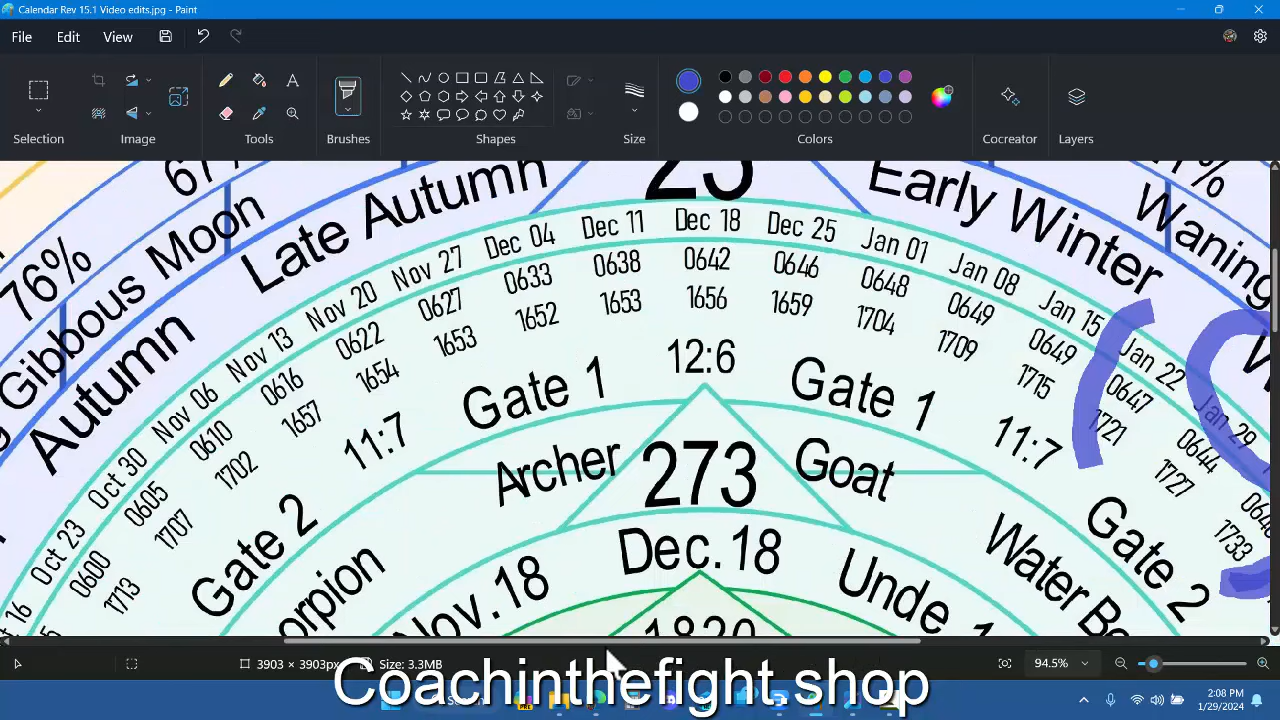 Calendar Rev 15.1 Video edits.jpg - Paint
File Edit View
Selection Image Tools Brushes Shapes Size Colors Cocreator Layers
76%
Gibbous Moon
Autumn Late Autumn Early Winter
Waning
Oct 23 Oct 30 Nov 06 Nov 13 Nov 20 Nov 27 Dec 04 Dec 11 Dec 18 Dec 25 Jan 01 Jan 08 Jan 15 Jan 22 Jan 29
0600 0605 0610 0616 0622 0627 0633 0638 0642 0646 0648 0649 0649 0647 0644
1713 1707 1702 1657 1654 1653 1652 1653 1656 1659 1704 1709 1715 1721 1727 1733
Gate 2 11:7 Gate 1 12:6 Gate 1 11:7 Gate 2
Archer 273 Goat
Nov.18 Dec.18
3903 × 3903px Size: 3.3MB 94.5%
Coachinthefight shop
2:08 PM
1/29/2024